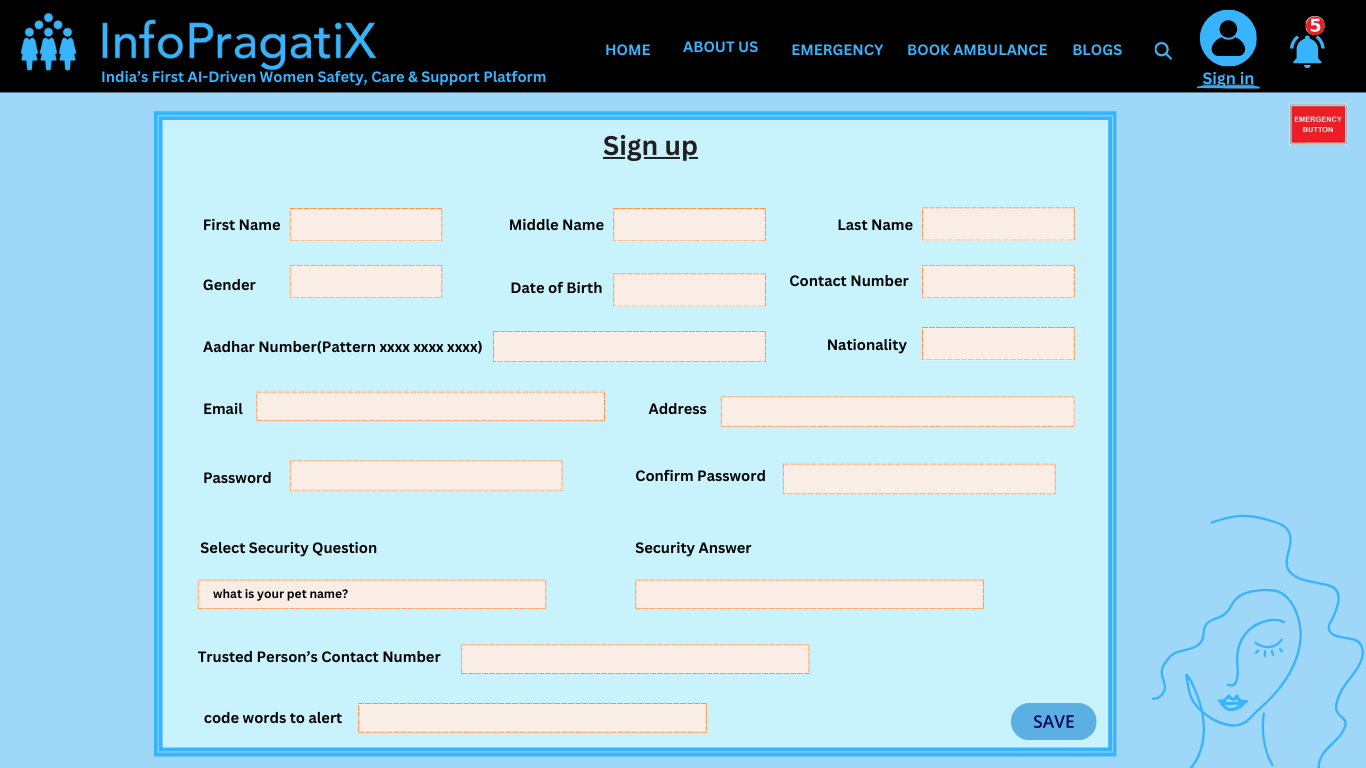 InfoPragatiX
India's First AI-Driven Women Safety, Care & Support Platform
HOME ABOUT US EMERGENCY BOOK AMBULANCE BLOGS
Sign in
5
EMERGENCY
BUTTON
Sign up
First Name Middle Name Last Name
Gender Date of Birth Contact Number
Aadhar Number(Pattern xxxx xxxx xxxx) Nationality
Email Address
Password Confirm Password
Select Security Question Security Answer
what is your pet name?
Trusted Person's Contact Number
code words to alert
SAVE